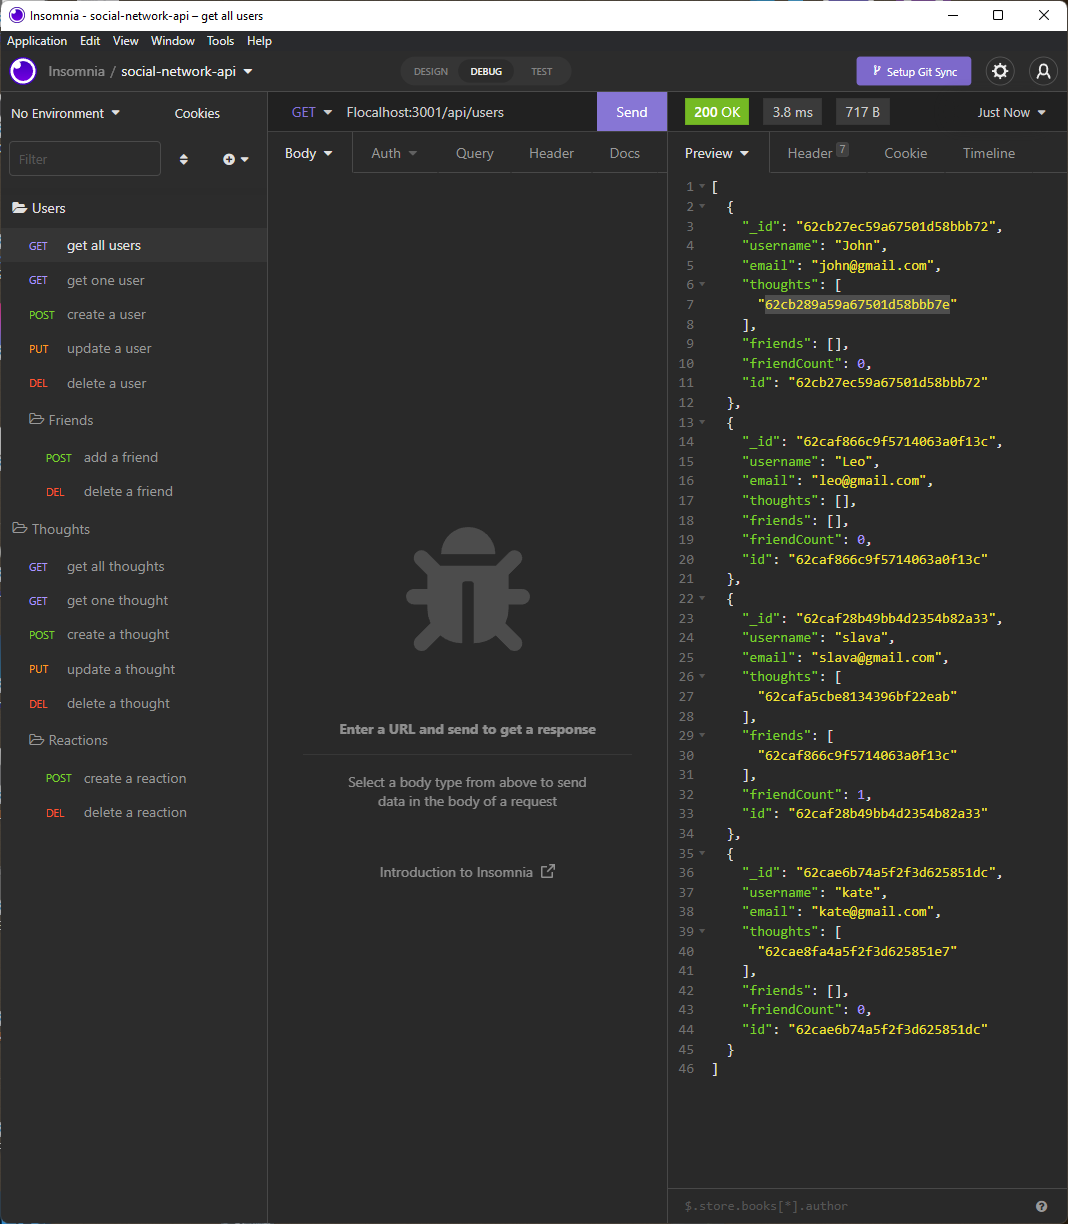 Insomnia - social-network-api – get all users
Application Edit View Window Tools Help
Insomnia / social-network-api
DESIGN DEBUG TEST
Setup Git Sync
No Environment Cookies
Filter
Users
GET get all users
GET get one user
POST create a user
PUT update a user
DEL delete a user
Friends
POST add a friend
DEL delete a friend
Thoughts
GET get all thoughts
GET get one thought
POST create a thought
PUT update a thought
DEL delete a thought
Reactions
POST create a reaction
DEL delete a reaction
GET Flocalhost:3001/api/users Send
Body Auth Query Header Docs
Enter a URL and send to get a response
Select a body type from above to send
data in the body of a request
Introduction to Insomnia
200 OK 3.8 ms 717 B Just Now
Preview Header 7 Cookie Timeline
1 [
2 {
3 "_id": "62cb27ec59a67501d58bbb72",
4 "username": "John",
5 "email": "john@gmail.com",
6 "thoughts": [
7 "62cb289a59a67501d58bbb7e"
8 ],
9 "friends": [],
10 "friendCount": 0,
11 "id": "62cb27ec59a67501d58bbb72"
12 },
13 {
14 "_id": "62caf866c9f5714063a0f13c",
15 "username": "Leo",
16 "email": "leo@gmail.com",
17 "thoughts": [],
18 "friends": [],
19 "friendCount": 0,
20 "id": "62caf866c9f5714063a0f13c"
21 },
22 {
23 "_id": "62caf28b49bb4d2354b82a33",
24 "username": "slava",
25 "email": "slava@gmail.com",
26 "thoughts": [
27 "62cafa5cbe8134396bf22eab"
28 ],
29 "friends": [
30 "62caf866c9f5714063a0f13c"
31 ],
32 "friendCount": 1,
33 "id": "62caf28b49bb4d2354b82a33"
34 },
35 {
36 "_id": "62cae6b74a5f2f3d625851dc",
37 "username": "kate",
38 "email": "kate@gmail.com",
39 "thoughts": [
40 "62cae8fa4a5f2f3d625851e7"
41 ],
42 "friends": [],
43 "friendCount": 0,
44 "id": "62cae6b74a5f2f3d625851dc"
45 }
46 ]
$.store.books[*].author